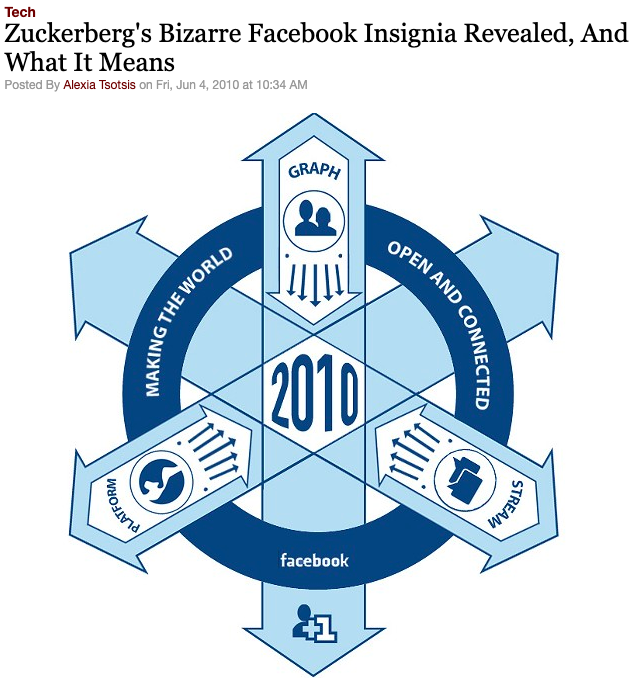 Tech
Zuckerberg's Bizarre Facebook Insignia Revealed, And
What It Means
Posted By Alexia Tsotsis on Fri, Jun 4, 2010 at 10:34 AM
GRAPH
MAKING THE WORLD
OPEN AND CONNECTED
2010
PLATFORM
STREAM
facebook
+1